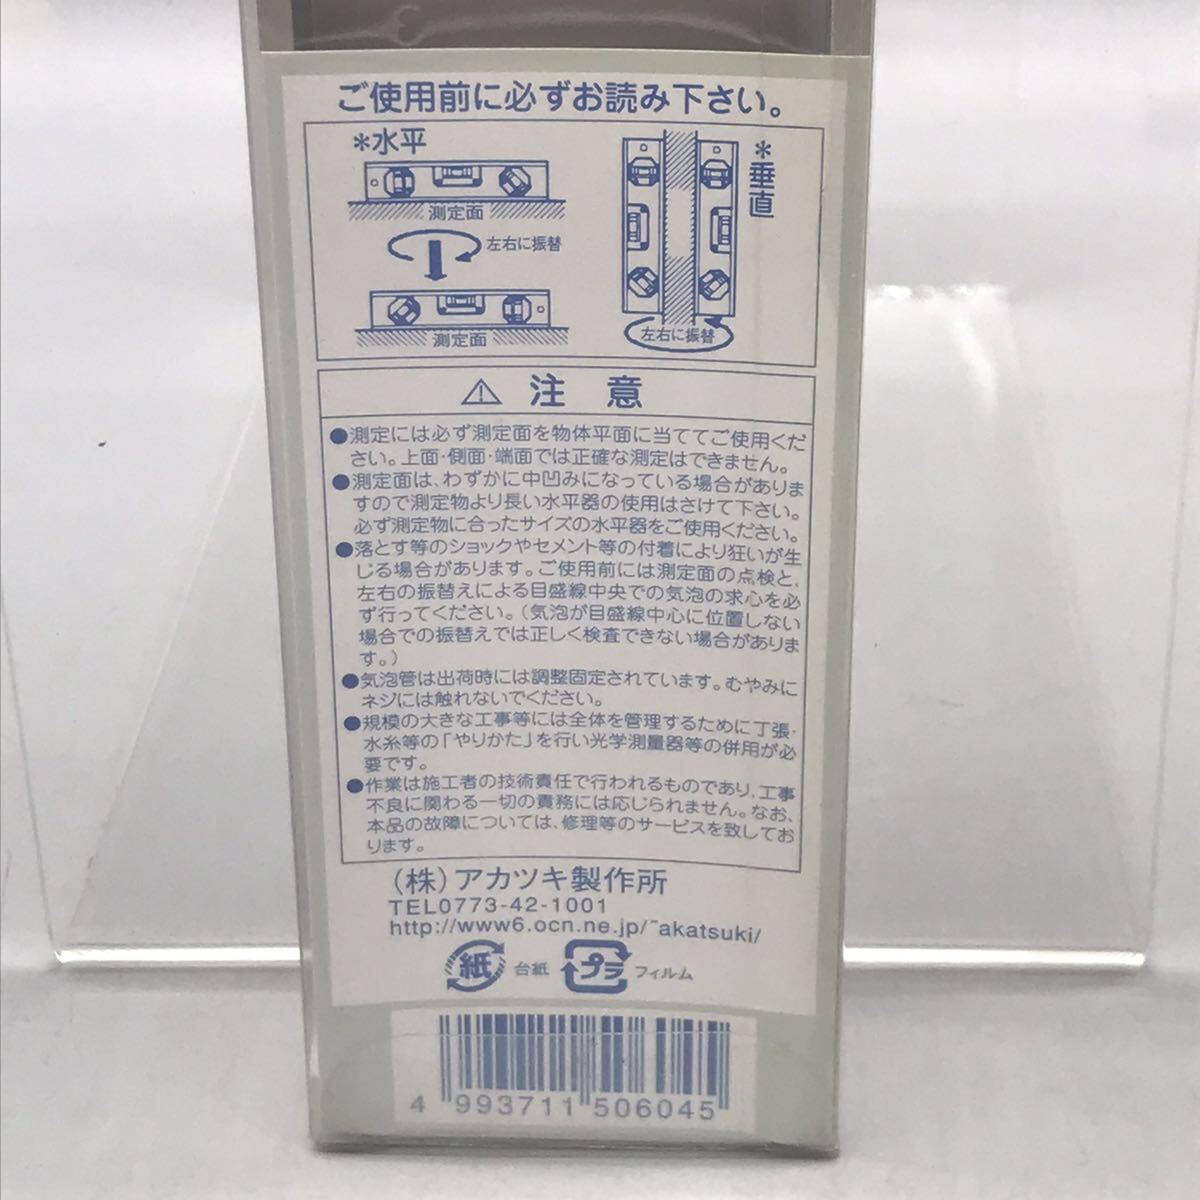 ご使用前に必ずお読み下さい。
*水平
測定面
左右に振替
測定面
*垂直
左右に振替
⚠ 注意
●測定には必ず測定面を物体平面に当ててご使用くだ
さい。上面・側面・端面では正確な測定はできません。
●測定面は、わずかに中凹みになっている場合がありま
すので測定物より長い水平器の使用はさけて下さい。
必ず測定物に合ったサイズの水平器をご使用ください。
●落とす等のショックやセメント等の付着により狂いが生
じる場合があります。ご使用前には測定面の点検と、
左右の振替えによる目盛線中央での気泡の求心を必
ず行ってください。（気泡が目盛線中心に位置しない
場合での振替えでは正しく検査できない場合がありま
す。）
●気泡管は出荷時には調整固定されています。むやみに
ネジには触れないでください。
●規模の大きな工事等には全体を管理するために丁張・
水糸等の「やりかた」を行い光学測量器等の併用が必
要です。
●作業は施工者の技術責任で行われるものであり、工事
不良に関わる一切の責務には応じられません。なお、
本品の故障については、修理等のサービスを致してお
ります。
（株）アカツキ製作所
TEL0773-42-1001
http://www6.ocn.ne.jp/~akatsuki/
紙 台紙 プラ フィルム
4 993711 506045